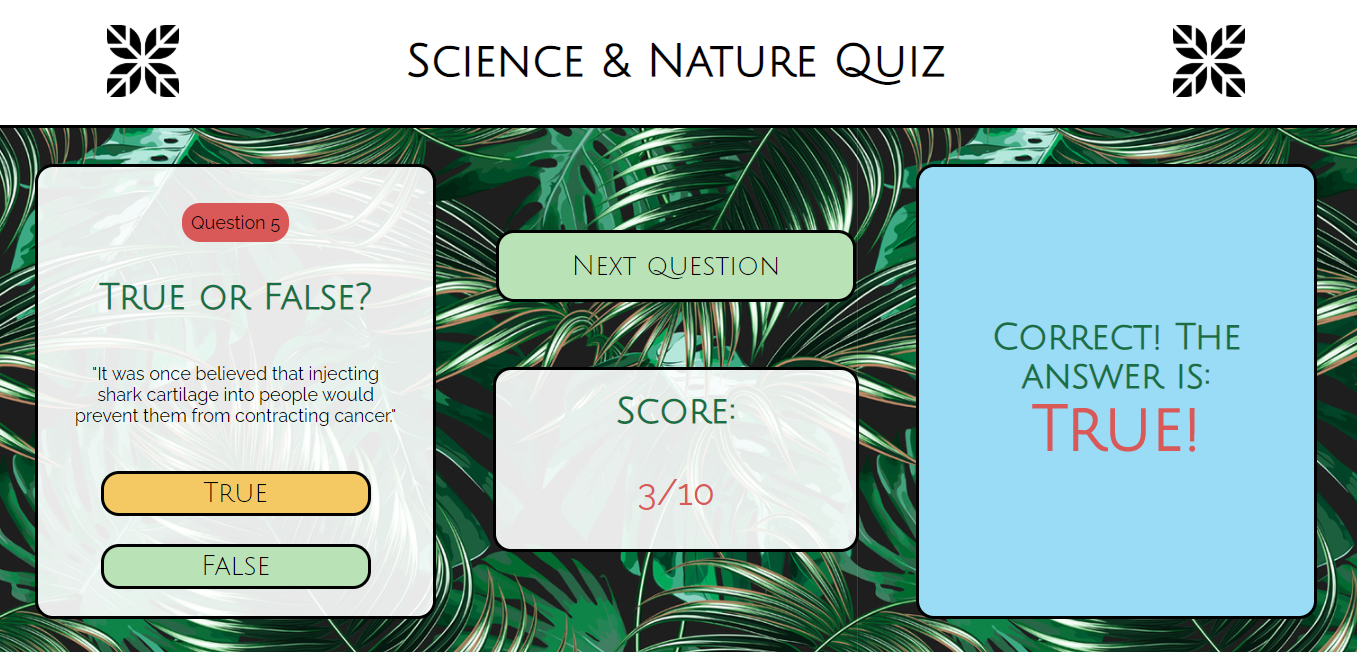 Science & Nature Quiz
Question 5
True or False?
"It was once believed that injecting
shark cartilage into people would
prevent them from contracting cancer."
True
False
Next question
Score:
3/10
Correct! The
answer is:
True!